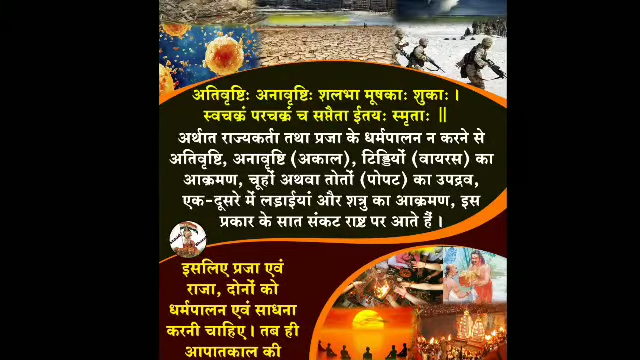 अतिवृष्टिः अनावृष्टिः शलभा मूषकाः शुकाः ।
स्वचक्रं परचक्रं च सप्तैता ईतयः स्मृताः ॥
अर्थात राज्यकर्ता तथा प्रजा के धर्मपालन न करने से
अतिवृष्टि, अनावृष्टि (अकाल), टिड्डियों (वायरस) का
आक्रमण, चूहों अथवा तोतों (पोपट) का उपद्रव,
एक-दूसरे में लड़ाईयां और शत्रु का आक्रमण, इस
प्रकार के सात संकट राष्ट्र पर आते हैं ।
इसलिए प्रजा एवं
राजा, दोनों को
धर्मपालन एवं साधना
करनी चाहिए । तब ही
आपातकाल की